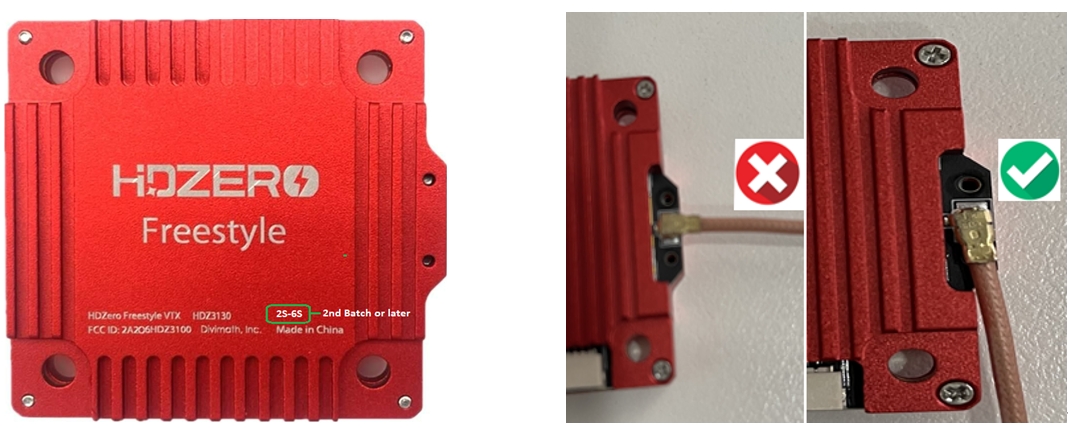 HDZERO
Freestyle
HDZero Freestyle VTX HDZ3130 2S-6S 2nd Batch or later
FCC ID: 2A2Q6HDZ3100 Divimath, Inc. Made in China